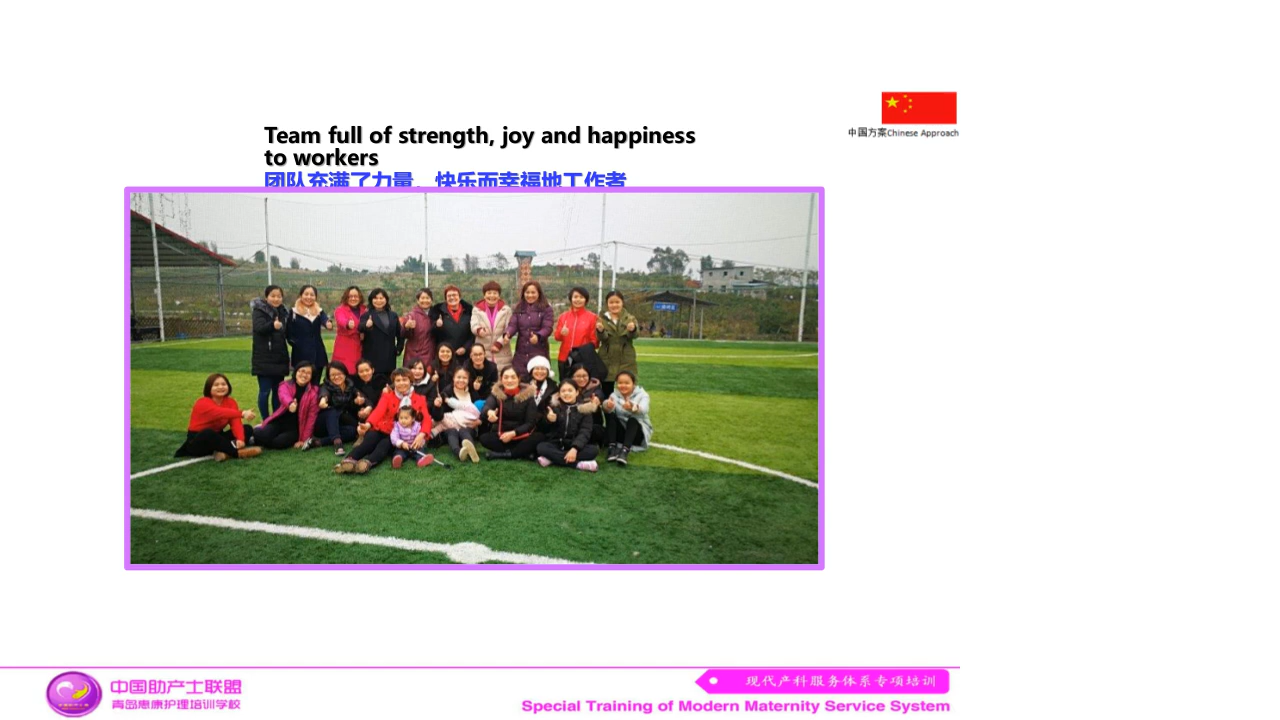 中国方案Chinese Approach
Team full of strength, joy and happiness
to workers
团队充满了力量、快乐而幸福地工作者
现代产科服务体系专项培训
中国助产士联盟
青岛惠康护理培训学校
Special Training of Modern Maternity Service System